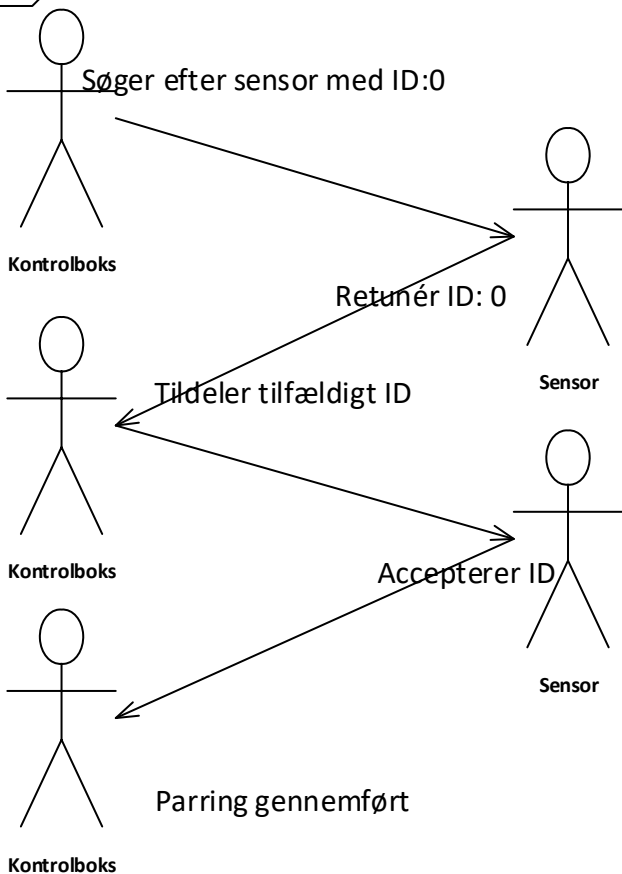 Søger efter sensor med ID:0
Kontrolboks
Retunér ID: 0
Sensor
Tildeler tilfældigt ID
Kontrolboks
Accepterer ID
Sensor
Parring gennemført
Kontrolboks